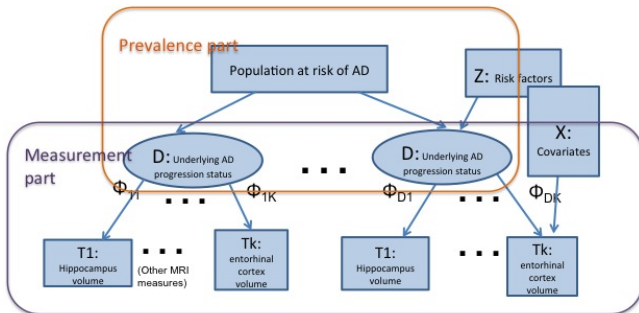 Prevalence part
Population at risk of AD
Z: Risk factors
X:
Covariates
Measurement
part
D: Underlying AD
progression status
D: Underlying AD
progression status
Φ11
Φ1K
ΦD1
ΦDK
T1:
Hippocampus
volume
(Other MRI
measures)
Tk:
entorhinal
cortex
volume
T1:
Hippocampus
volume
Tk:
entorhinal
cortex
volume